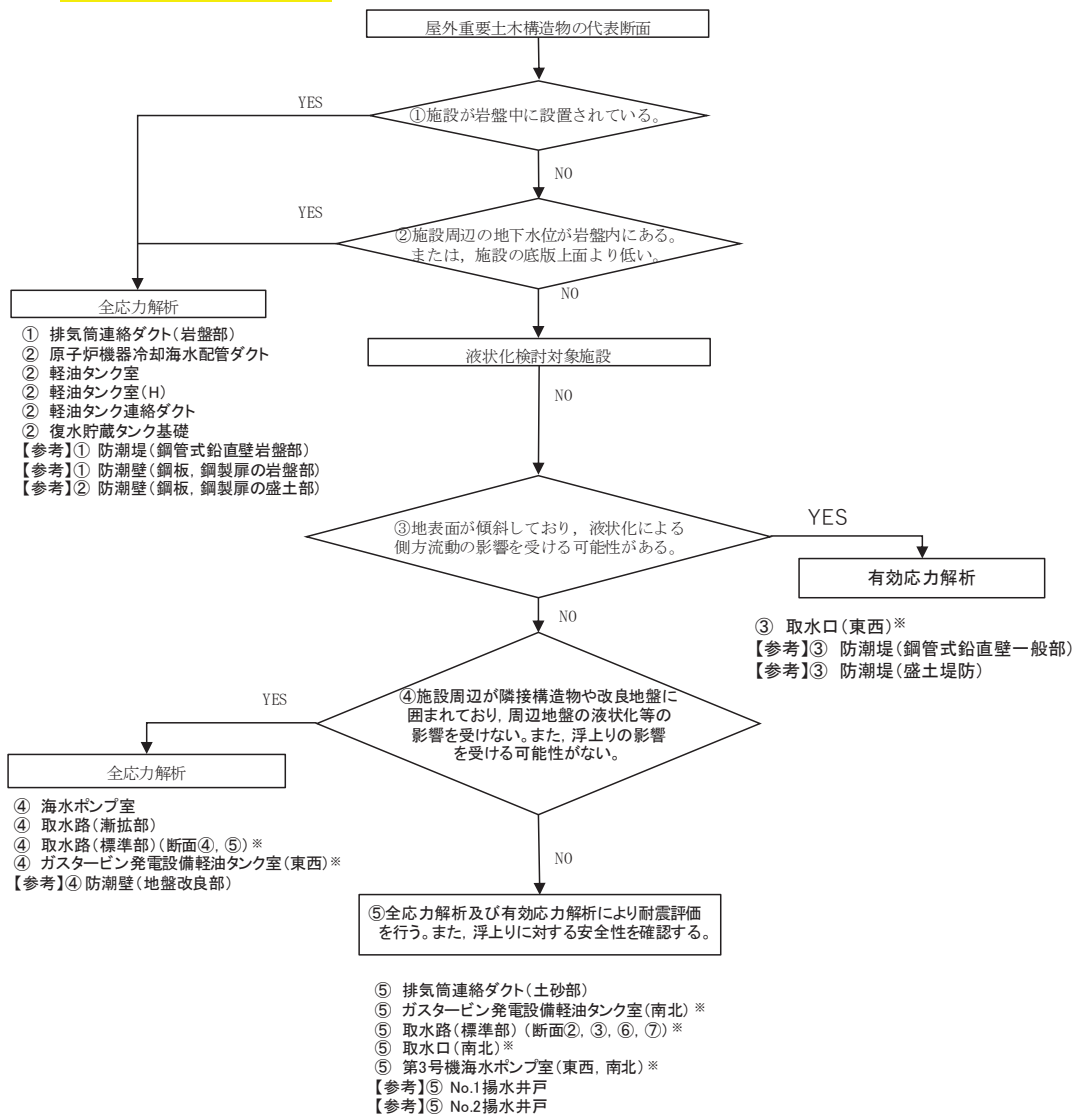 屋外重要土木構造物の代表断面
YES
①施設が岩盤中に設置されている。
NO
YES
②施設周辺の地下水位が岩盤内にある。
または，施設の底版上面より低い。
NO
全応力解析
① 排気筒連絡ダクト(岩盤部)
② 原子炉機器冷却海水配管ダクト
② 軽油タンク室
② 軽油タンク室(H)
② 軽油タンク連絡ダクト
② 復水貯蔵タンク基礎
【参考】① 防潮堤(鋼管式鉛直壁岩盤部)
【参考】① 防潮壁(鋼板，鋼製扉の岩盤部)
【参考】② 防潮壁(鋼板，鋼製扉の盛土部)
液状化検討対象施設
NO
③地表面が傾斜しており，液状化による
側方流動の影響を受ける可能性がある。
YES
有効応力解析
③ 取水口(東西)※
【参考】③ 防潮堤(鋼管式鉛直壁一般部)
【参考】③ 防潮堤(盛土堤防)
NO
④施設周辺が隣接構造物や改良地盤に
囲まれており，周辺地盤の液状化等の
影響を受けない。また，浮上りの影響
を受ける可能性がない。
YES
全応力解析
④ 海水ポンプ室
④ 取水路(漸拡部)
④ 取水路(標準部)(断面④，⑤)※
④ ガスタービン発電設備軽油タンク室(東西)※
【参考】④ 防潮壁(地盤改良部)
NO
⑤全応力解析及び有効応力解析により耐震評価
を行う。また，浮上りに対する安全性を確認する。
⑤ 排気筒連絡ダクト(土砂部)
⑤ ガスタービン発電設備軽油タンク室(南北)※
⑤ 取水路(標準部)(断面②，③，⑥，⑦)※
⑤ 取水口(南北)※
⑤ 第3号機海水ポンプ室(東西，南北)※
【参考】⑤ No.1揚水井戸
【参考】⑤ No.2揚水井戸